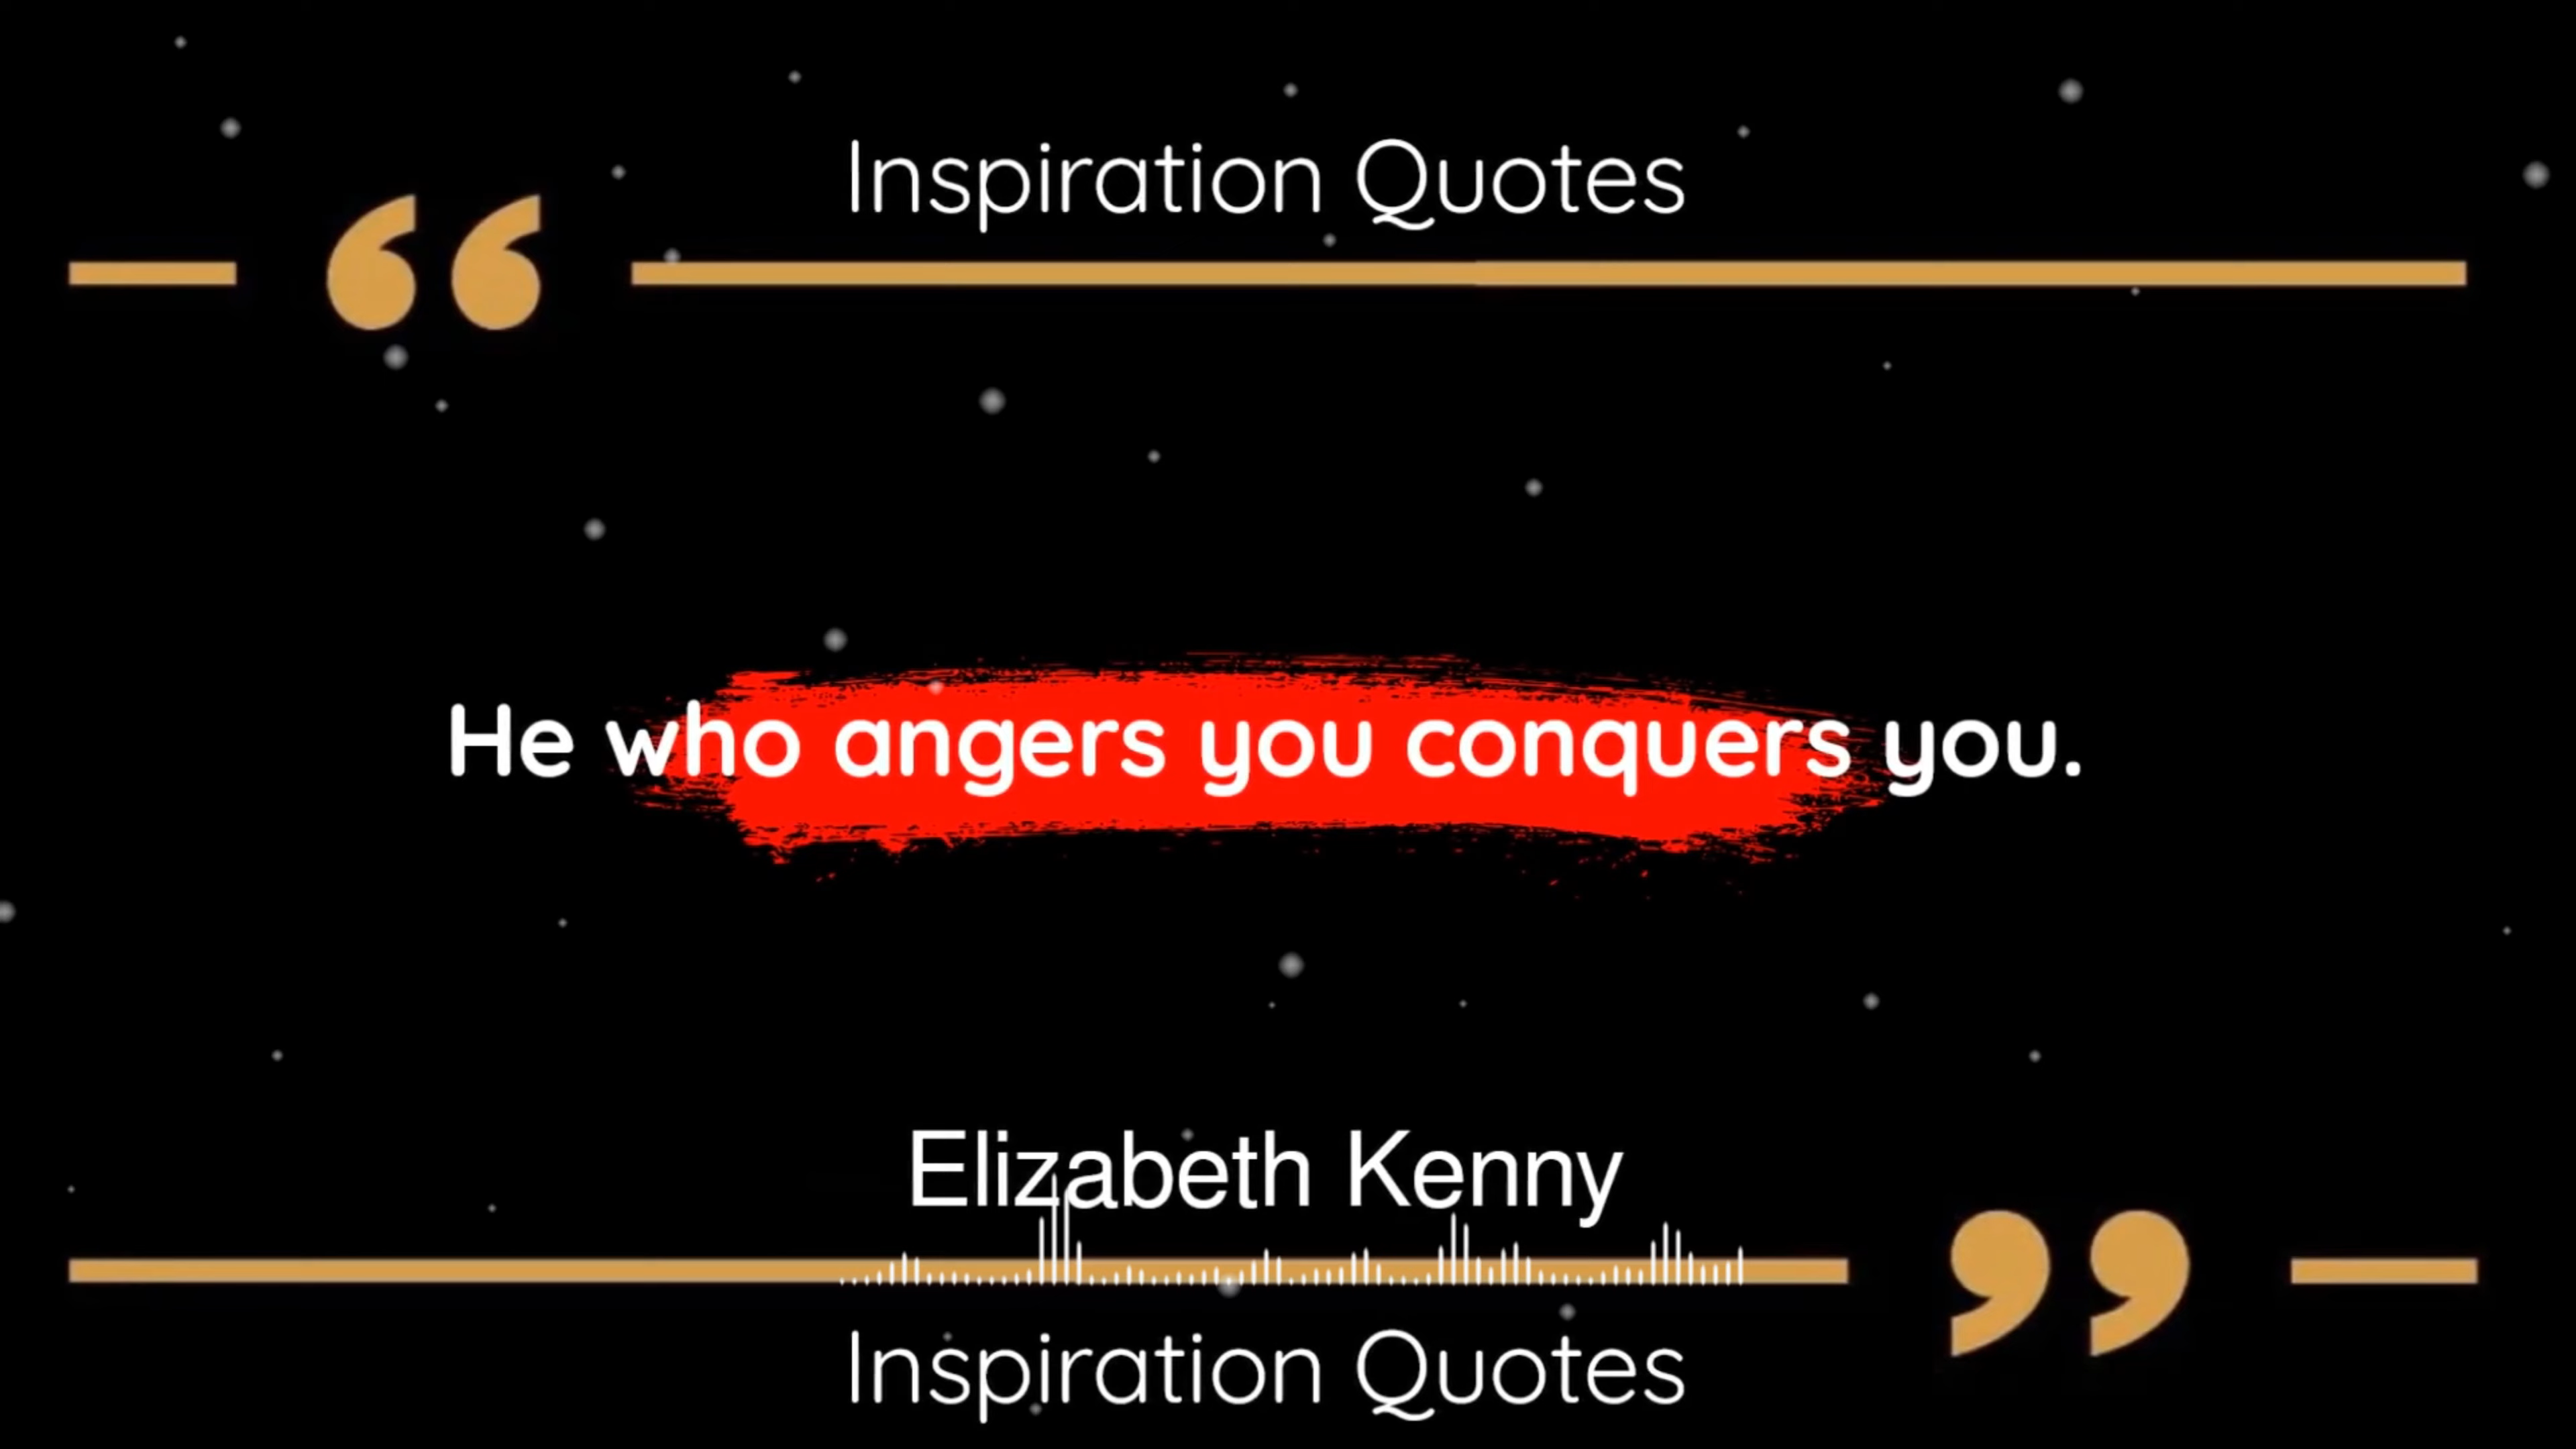 Inspiration Quotes
“
He who angers you conquers you.
Elizabeth Kenny
”
Inspiration Quotes